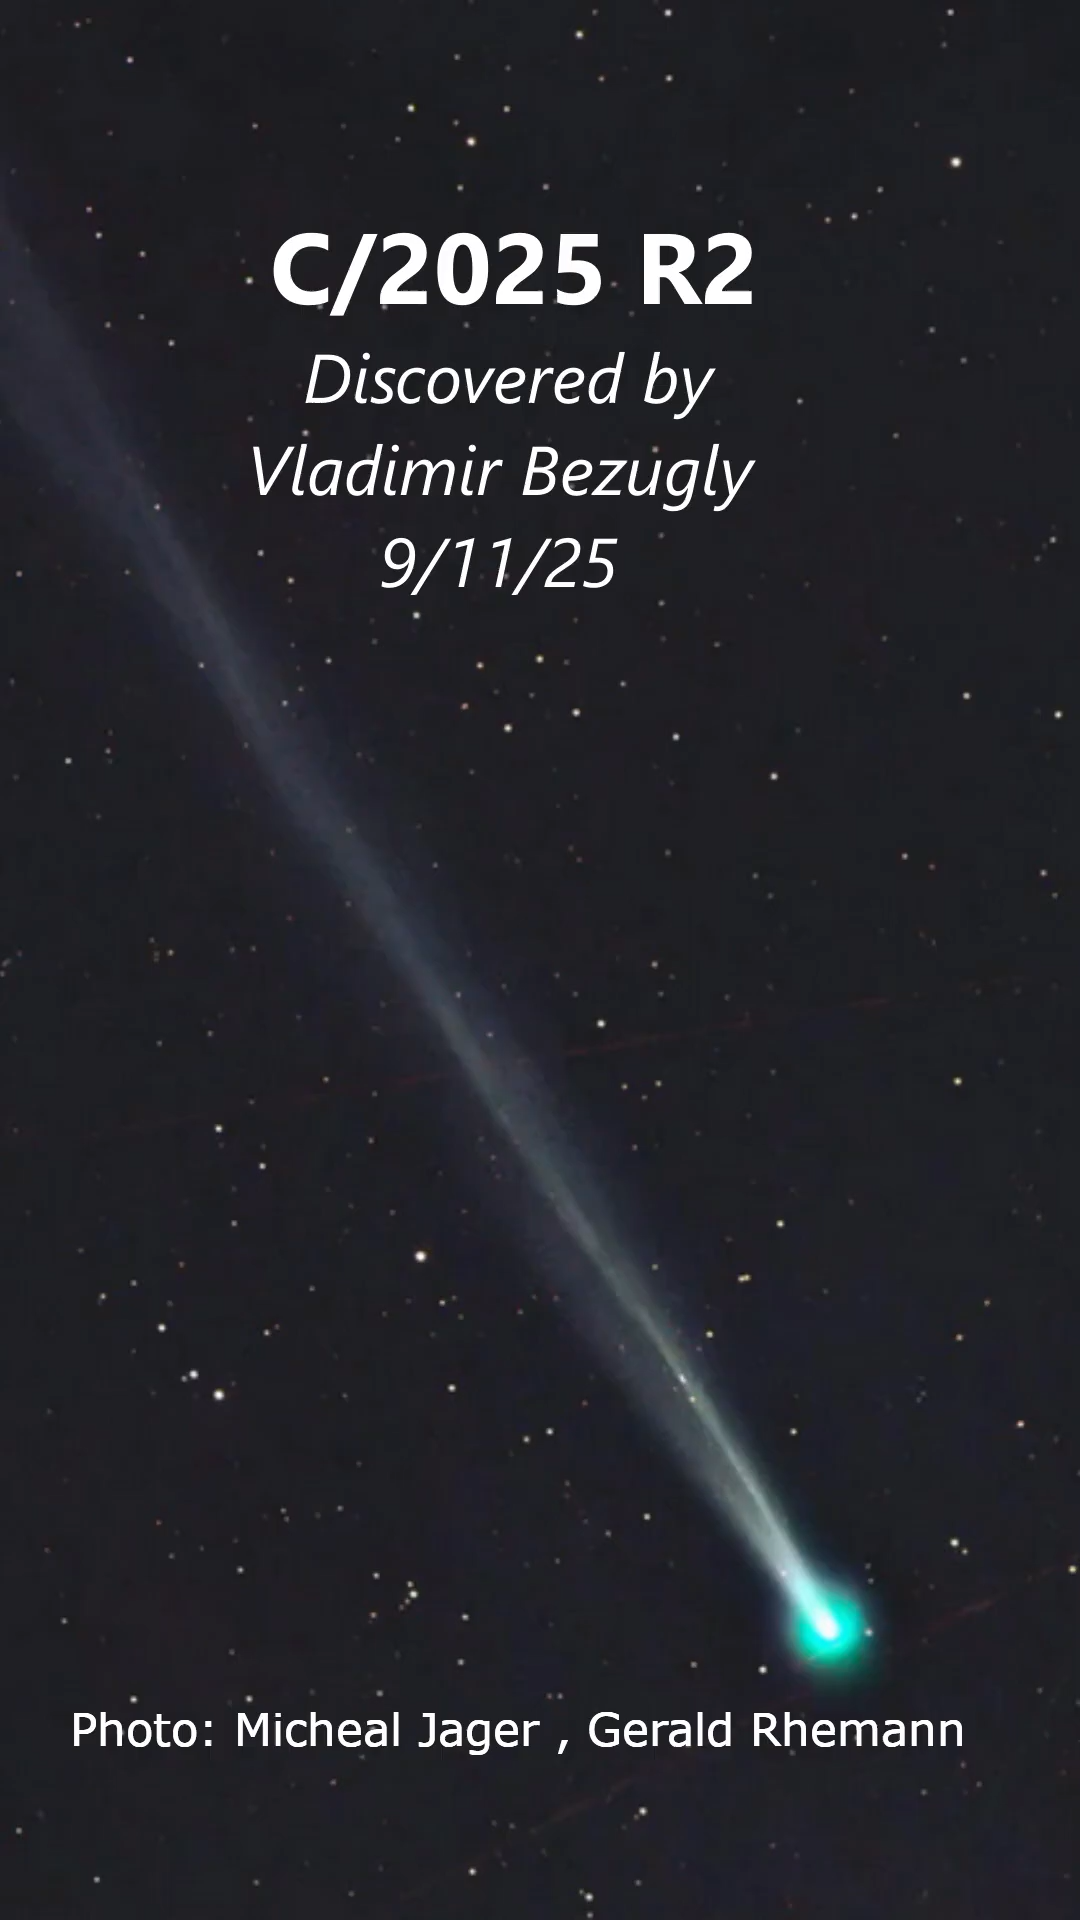 C/2025 R2
Discovered by
Vladimir Bezugly
9/11/25
Photo: Micheal Jager , Gerald Rhemann